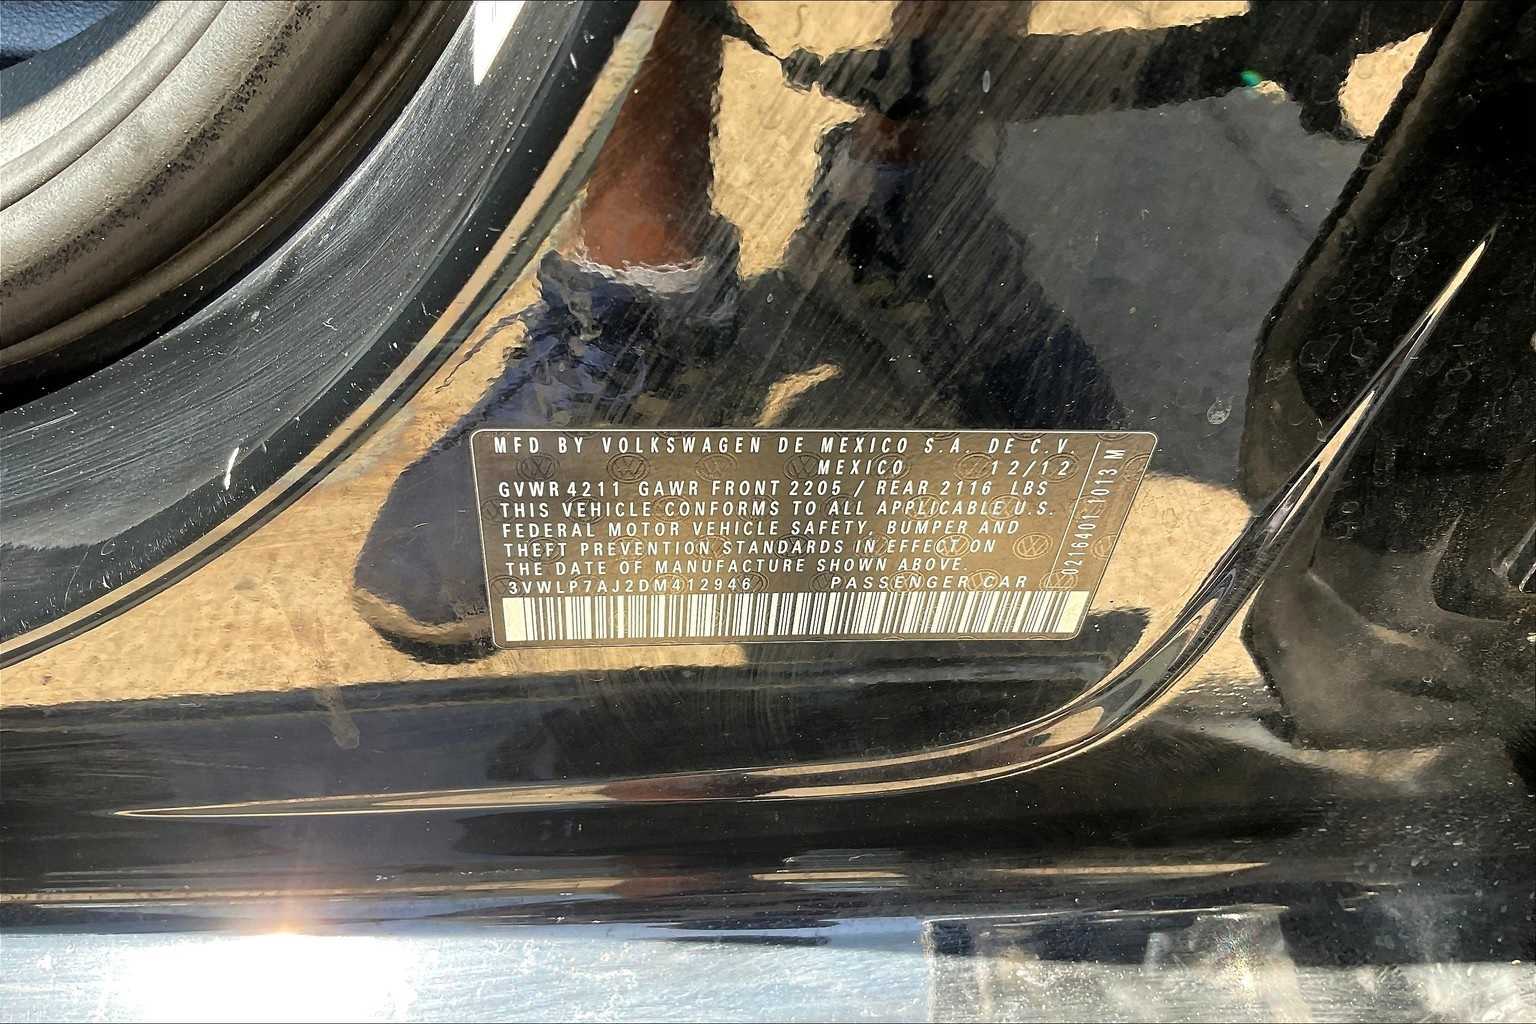 MFD BY VOLKSWAGEN DE MEXICO S.A. DE C.V.
MEXICO 12/12
GVWR 4211 GAWR FRONT 2205 / REAR 2116 LBS
THIS VEHICLE CONFORMS TO ALL APPLICABLE U.S.
FEDERAL MOTOR VEHICLE SAFETY, BUMPER AND
THEFT PREVENTION STANDARDS IN EFFECT ON
THE DATE OF MANUFACTURE SHOWN ABOVE.
3VWLP7AJ2DM412946 PASSENGER CAR
0216401-1013 M